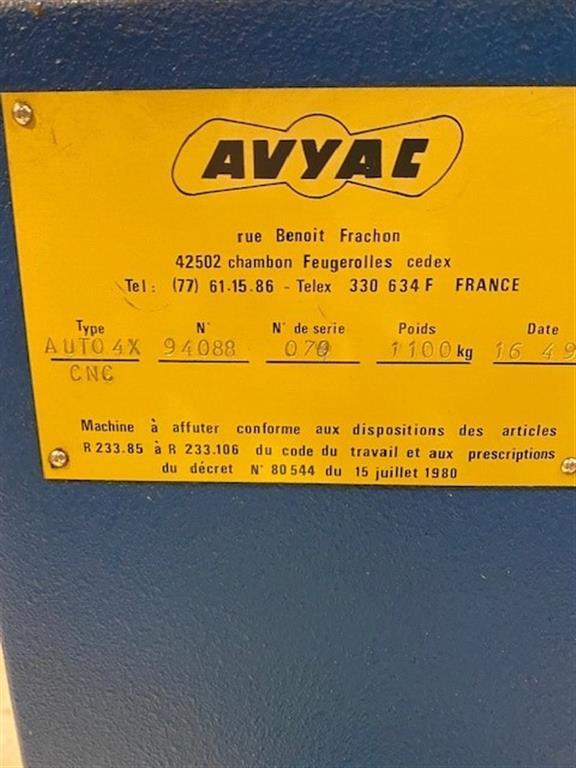 AVYAC
rue Benoit Frachon
42502 chambon Feugerolles cedex
Tel: (77) 61.15.86 - Telex 330 634 F FRANCE
Type N° N° de serie Poids Date
AUTO 4X 94088 1100 kg 16 49
CNC
Machine à affuter conforme aux dispositions des articles
R 233.85 à R 233.106 du code du travail et aux prescriptions
du décret N° 80 544 du 15 juillet 1980